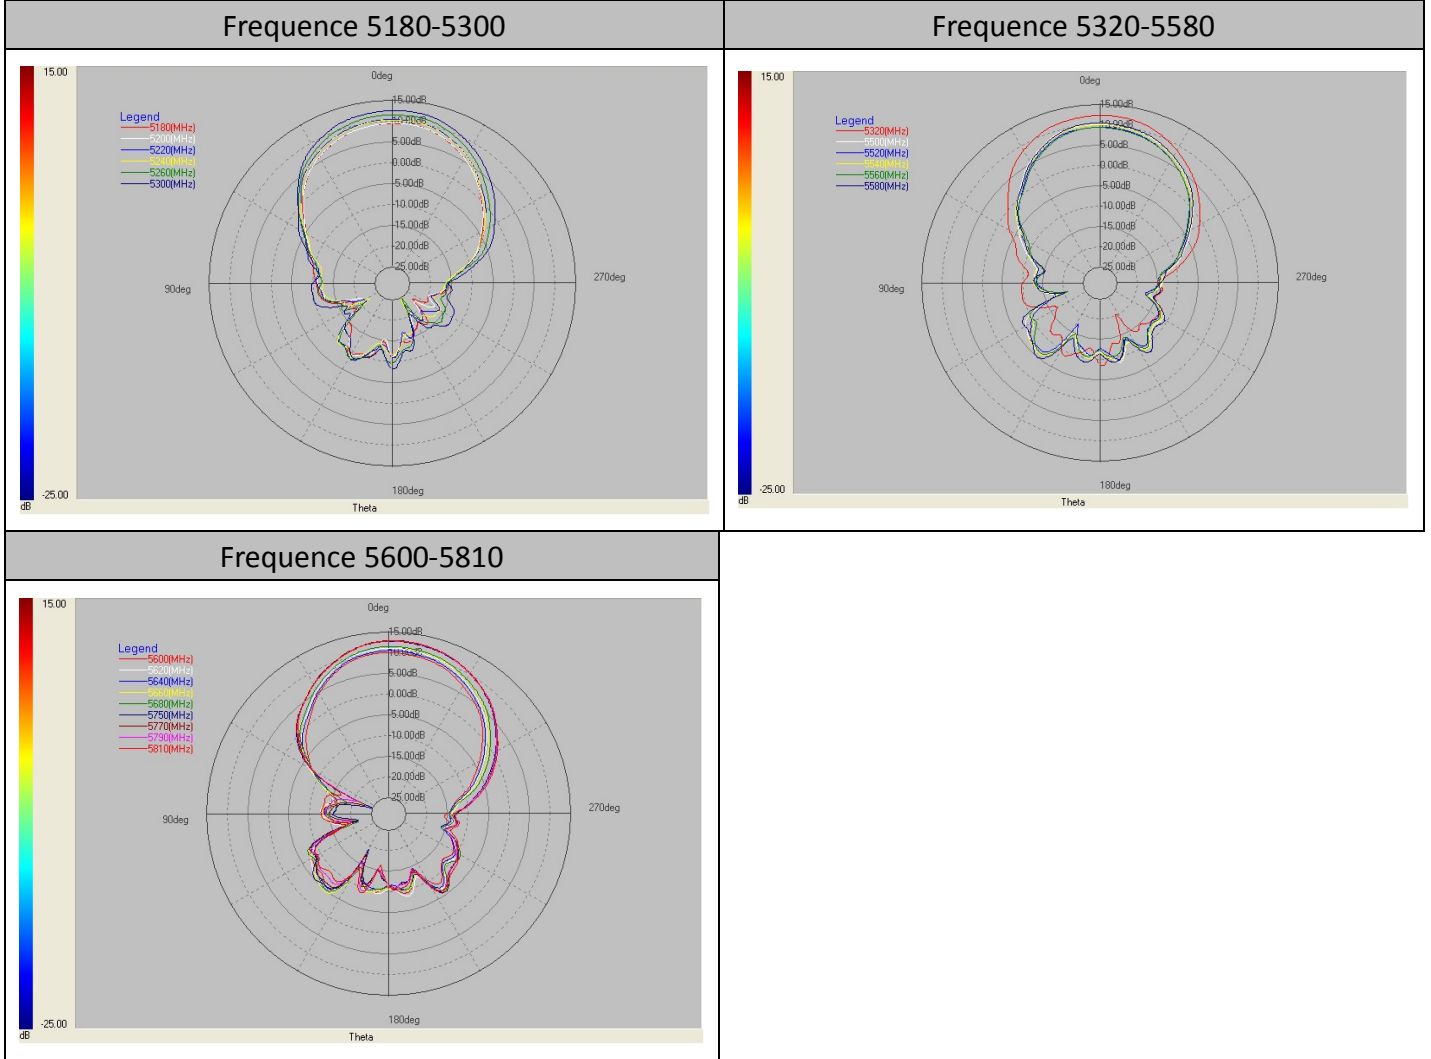 Frequence 5180-5300
15.00
0deg
Legend
5180(MHz)
5200(MHz)
5220(MHz)
5240(MHz)
5260(MHz)
5300(MHz)
15.00dB
5.00dB
0.00dB
-5.00dB
-10.00dB
-15.00dB
-20.00dB
-25.00dB
90deg
270deg
180deg
-25.00
dB
Theta
Frequence 5320-5580
15.00
0deg
Legend
5320(MHz)
5500(MHz)
5520(MHz)
5540(MHz)
5560(MHz)
5580(MHz)
15.00dB
10.00dB
5.00dB
0.00dB
-5.00dB
-10.00dB
-15.00dB
-20.00dB
-25.00dB
90deg
270deg
180deg
-25.00
dB
Theta
Frequence 5600-5810
15.00
0deg
Legend
5600(MHz)
5620(MHz)
5640(MHz)
5660(MHz)
5680(MHz)
5750(MHz)
5770(MHz)
5790(MHz)
5810(MHz)
15.00dB
10.00dB
5.00dB
0.00dB
-5.00dB
-10.00dB
-15.00dB
-20.00dB
-25.00dB
90deg
270deg
180deg
-25.00
dB
Theta